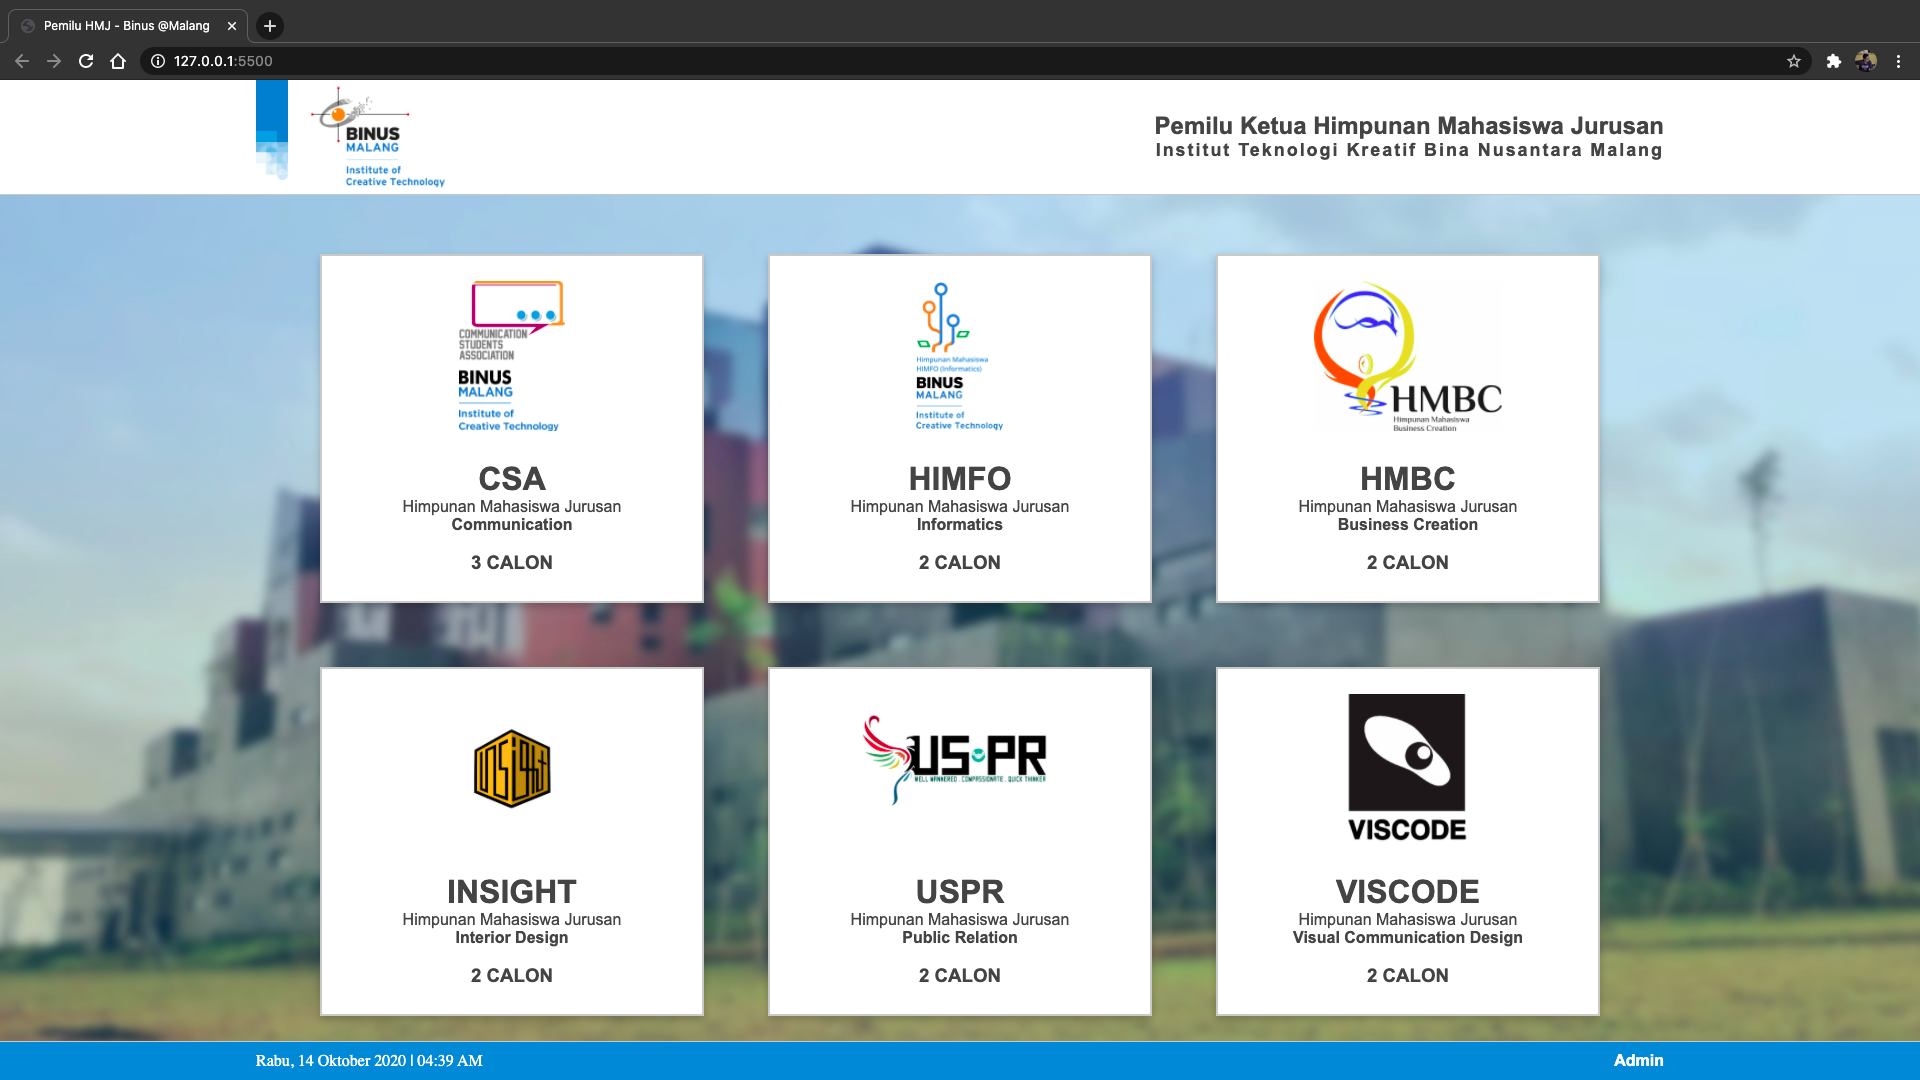 Pemilu HMJ - Binus @Malang
127.0.0.1:5500
BINUS
MALANG
Institute of
Creative Technology
Pemilu Ketua Himpunan Mahasiswa Jurusan
Institut Teknologi Kreatif Bina Nusantara Malang
COMMUNICATION
STUDENTS
ASSOCIATION
BINUS
MALANG
Institute of
Creative Technology
CSA
Himpunan Mahasiswa Jurusan
Communication
3 CALON
Himpunan Mahasiswa
HIMFO (Informatics)
BINUS
MALANG
Institute of
Creative Technology
HIMFO
Himpunan Mahasiswa Jurusan
Informatics
2 CALON
HMBC
Himpunan Mahasiswa
Business Creation
HMBC
Himpunan Mahasiswa Jurusan
Business Creation
2 CALON
INSIGHT
INSIGHT
Himpunan Mahasiswa Jurusan
Interior Design
2 CALON
US-PR
WELL MANNERED . COMPASSIONATE . QUICK THINKER
USPR
Himpunan Mahasiswa Jurusan
Public Relation
2 CALON
VISCODE
VISCODE
Himpunan Mahasiswa Jurusan
Visual Communication Design
2 CALON
Rabu, 14 Oktober 2020 | 04:39 AM
Admin